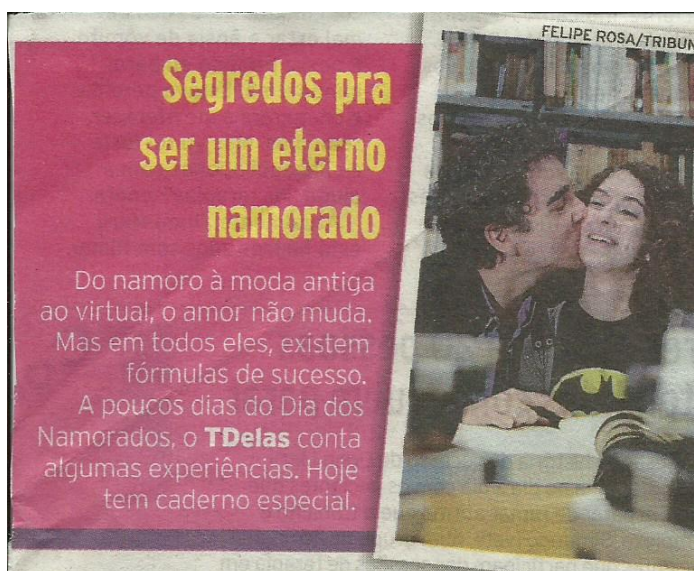 FELIPE ROSA/TRIBUN
Segredos pra
ser um eterno
namorado
Do namoro à moda antiga
ao virtual, o amor não muda.
Mas em todos eles, existem
fórmulas de sucesso.
A poucos dias do Dia dos
Namorados, o TDelas conta
algumas experiências. Hoje
tem caderno especial.